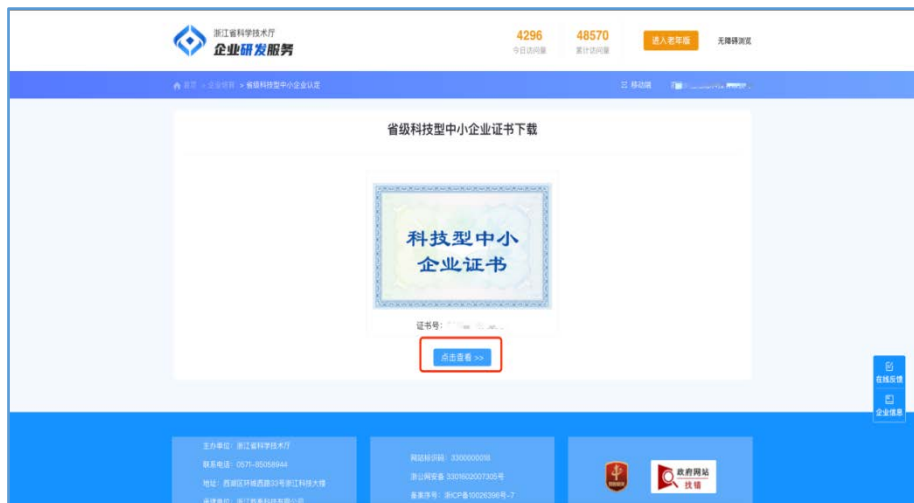 浙江省科学技术厅
企业研发服务
4296
今日访问量
48570
累计访问量
进入老年版
无障碍浏览
首页 > 企业培育 > 省级科技型中小企业认定
移动端
省级科技型中小企业证书下载
科技型中小
企业证书
证书号:
点击查看 >>
在线反馈
企业信息
主办单位:浙江省科学技术厅
联系电话:0571-85058944
地址:西湖区环城西路33号浙江科技大楼
网站标识码:3300000018
浙公网安备 3301602007305号
备案序号:浙ICP备10026396号-7
政府网站
找错